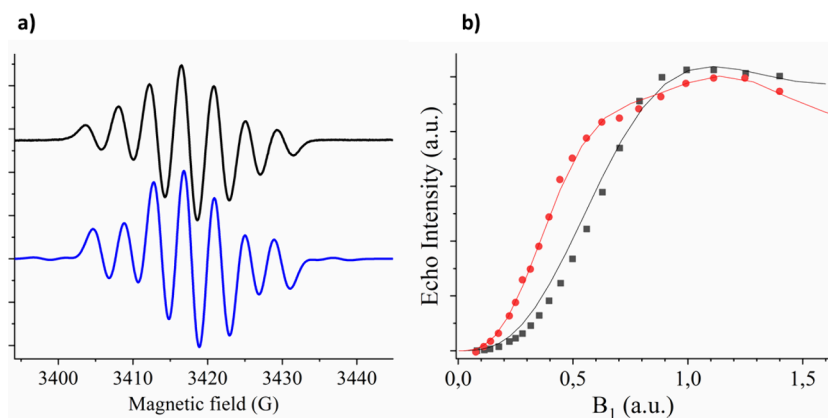 a)
3400 3410 3420 3430 3440
Magnetic field (G)
b)
Echo Intensity (a.u.)
0,0 0,5 1,0 1,5
B1 (a.u.)